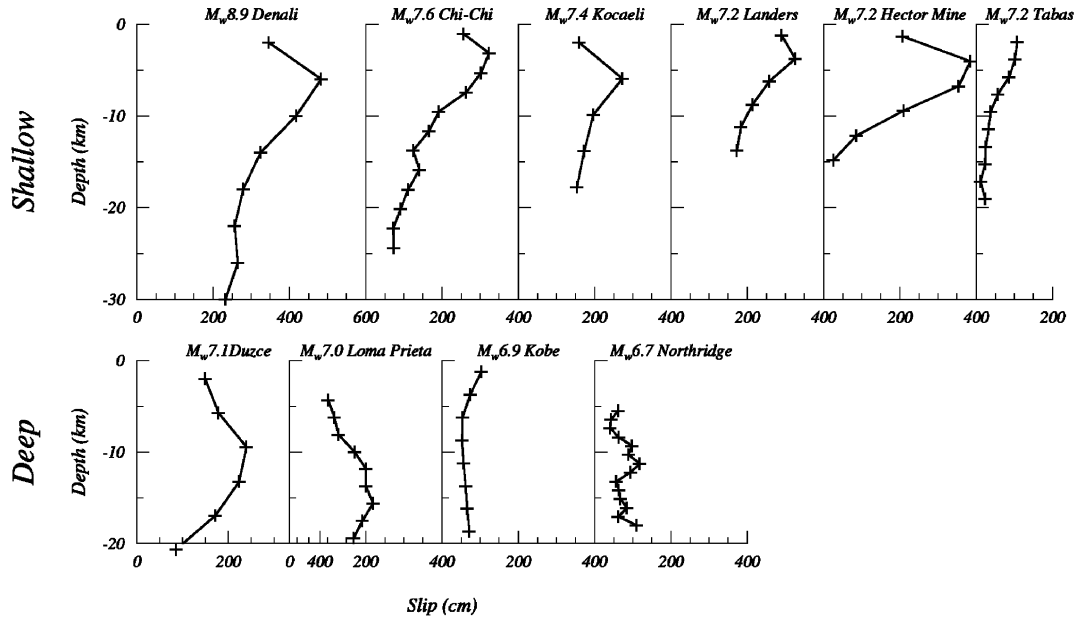 Mw8.9 Denali
Mw7.6 Chi-Chi
Mw7.4 Kocaeli
Mw7.2 Landers
Mw7.2 Hector Mine
Mw7.2 Tabas
Shallow
Depth (km)
0
-10
-20
-30
0
200
400
600
200
400
200
400
200
400
200
400
200
Mw7.1Duzce
Mw7.0 Loma Prieta
Mw6.9 Kobe
Mw6.7 Northridge
Deep
Depth (km)
0
-10
-20
0
200
0
400
200
400
200
400
200
400
Slip (cm)